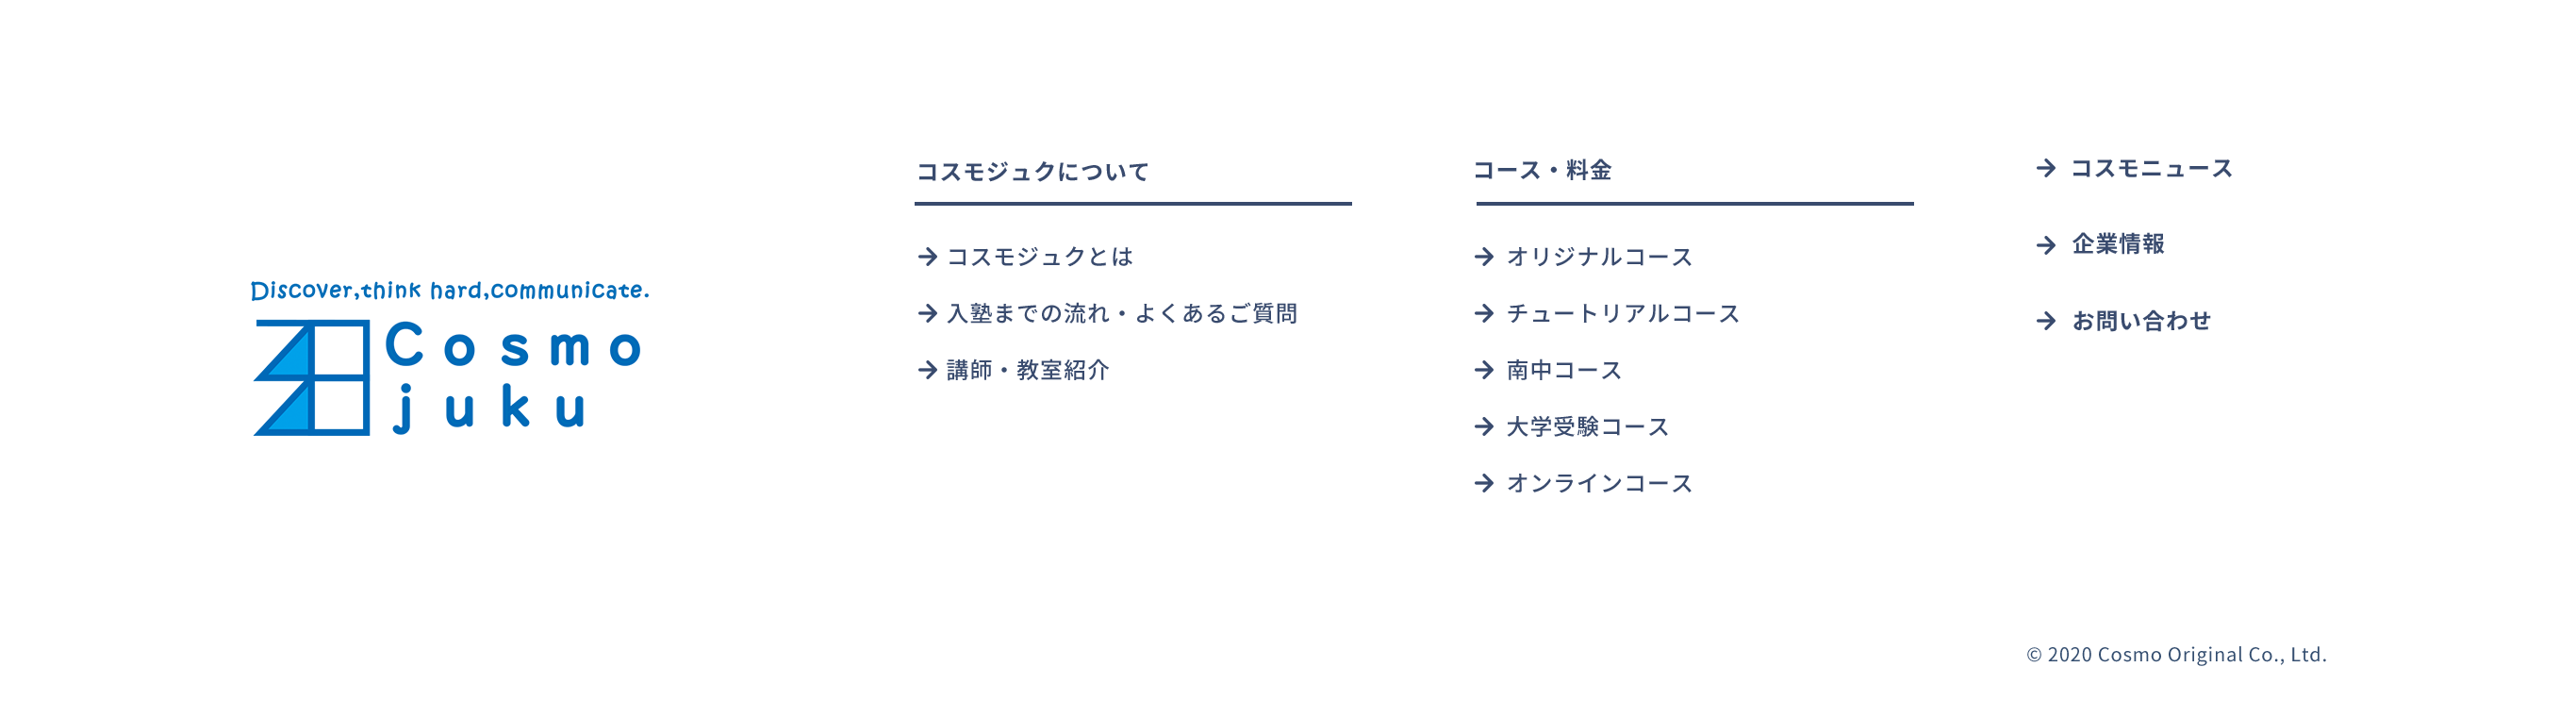 Discover,think hard,communicate.
Cosmo
juku
コスモジュクについて
コスモジュクとは
入塾までの流れ・よくあるご質問
講師・教室紹介
コース・料金
オリジナルコース
チュートリアルコース
南中コース
大学受験コース
オンラインコース
コスモニュース
企業情報
お問い合わせ
© 2020 Cosmo Original Co., Ltd.